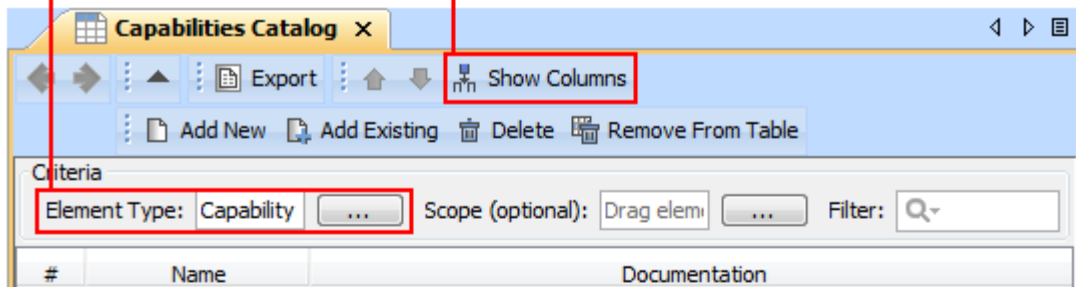 Capabilities Catalog
Export Show Columns
Add New Add Existing Delete Remove From Table
Criteria
Element Type: Capability ... Scope (optional): Drag elem ... Filter:
# Name Documentation